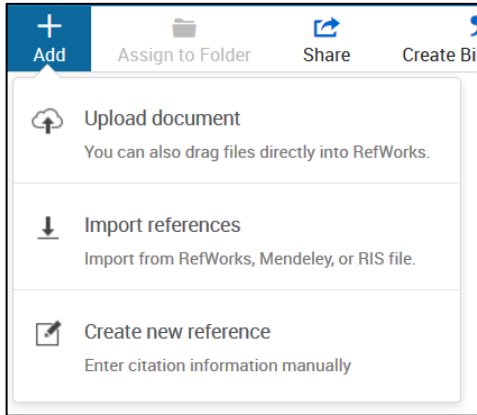 Add
Assign to Folder
Share
Create Bi
Upload document
You can also drag files directly into RefWorks.
Import references
Import from RefWorks, Mendeley, or RIS file.
Create new reference
Enter citation information manually